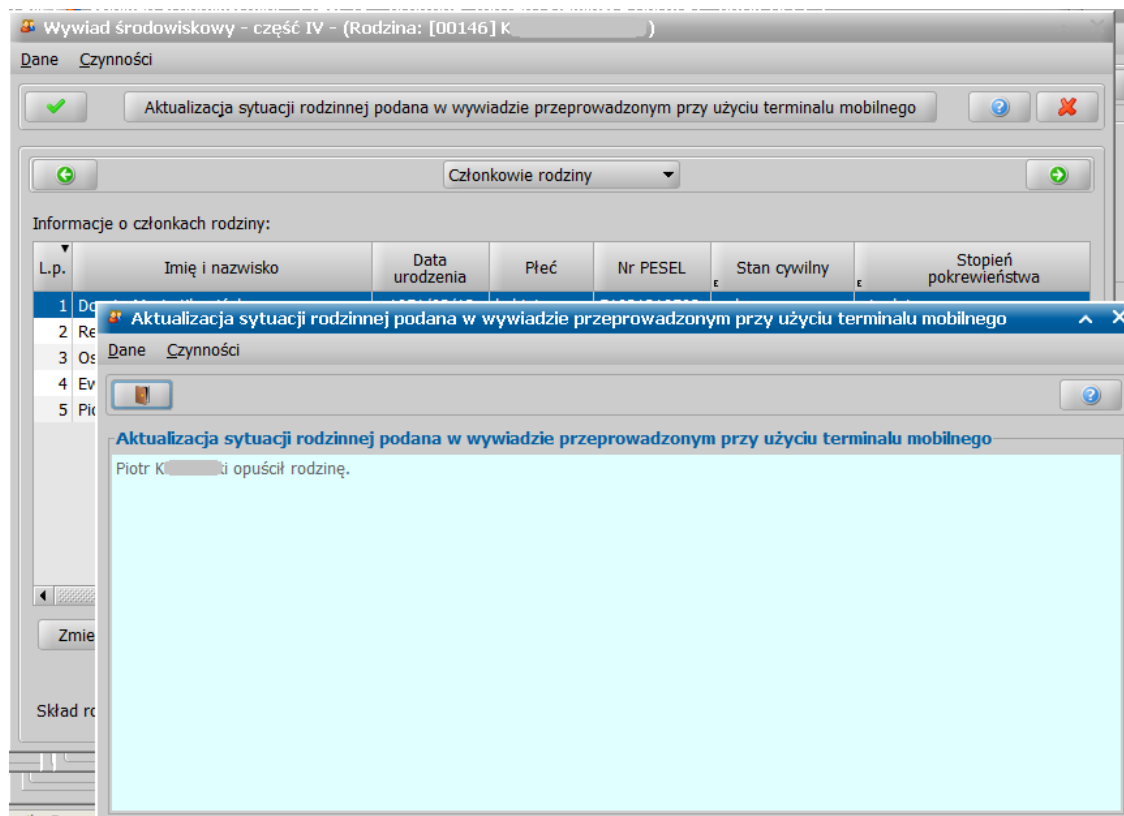 Wywiad środowiskowy - część IV - (Rodzina: [00146] K )
Dane Czynności
Aktualizacja sytuacji rodzinnej podana w wywiadzie przeprowadzonym przy użyciu terminalu mobilnego
Członkowie rodziny
Informacje o członkach rodziny:
L.p. Imię i nazwisko Data urodzenia Płeć Nr PESEL Stan cywilny Stopień pokrewieństwa
1
2 Re
3 Os
4 Ew
5 Pio
Aktualizacja sytuacji rodzinnej podana w wywiadzie przeprowadzonym przy użyciu terminalu mobilnego
Dane Czynności
Aktualizacja sytuacji rodzinnej podana w wywiadzie przeprowadzonym przy użyciu terminalu mobilnego
Piotr K ki opuścił rodzinę.
Zmie
Skład ro